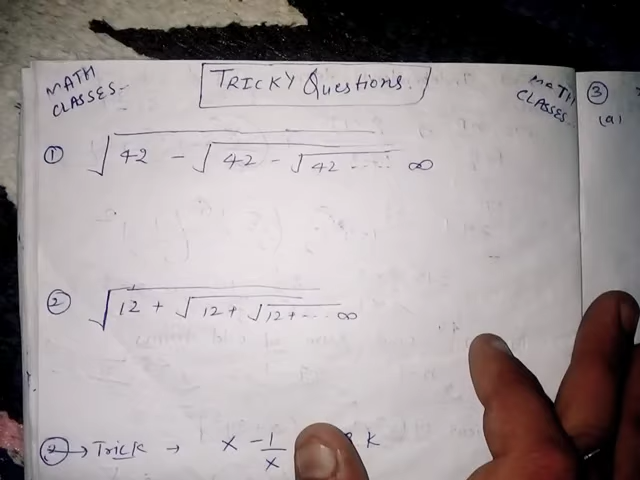 MATH CLASSES.
TRICKY Questions.
MATH CLASSES.
① √42 - √42 - √42 ..... ∞
② √12 + √12 + √12 + ... ∞
② → Trick → x - 1/x K
③
(a)